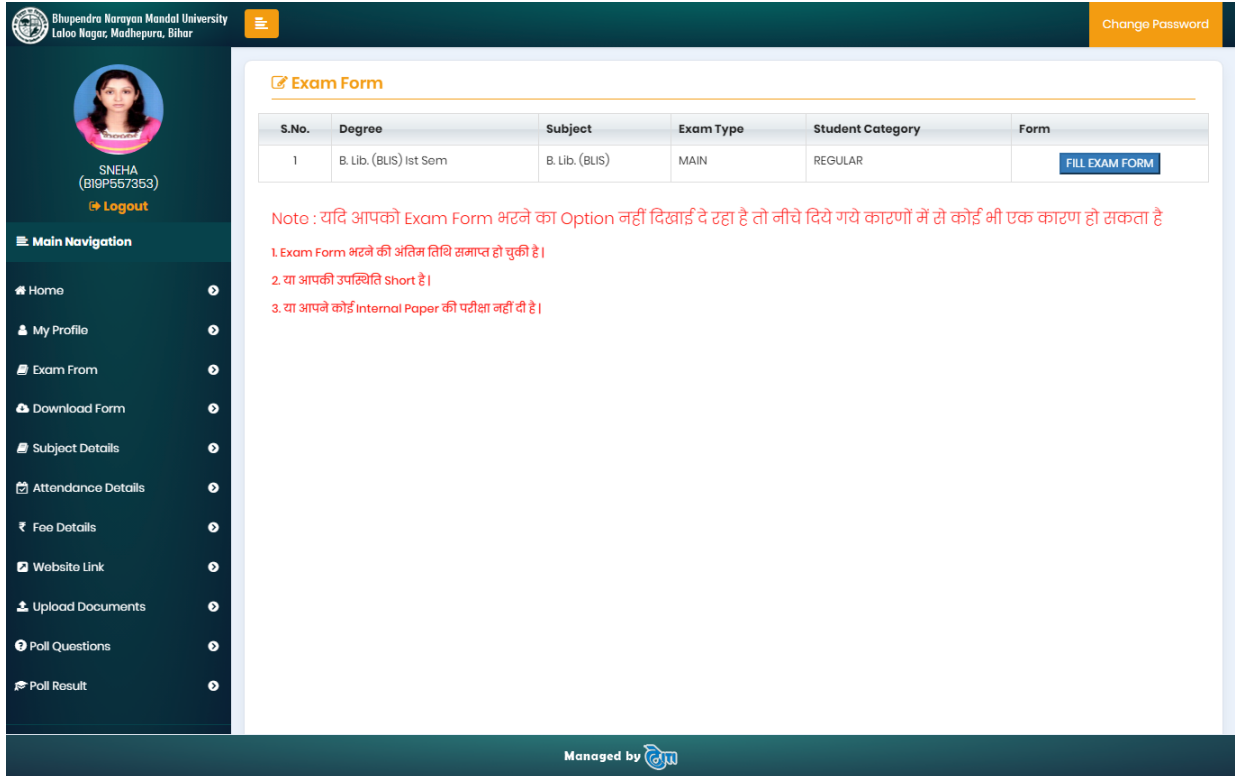 Bhupendra Narayan Mandal University
Laloo Nagar, Madhepura, Bihar
Change Password
SNEHA
(B19P557353)
Logout
Main Navigation
Home
My Profile
Exam From
Download Form
Subject Details
Attendance Details
₹ Fee Details
Website Link
Upload Documents
Poll Questions
Poll Result
Exam Form
S.No. Degree Subject Exam Type Student Category Form
1 B. Lib. (BLIS) Ist Sem B. Lib. (BLIS) MAIN REGULAR FILL EXAM FORM
Note : यदि आपको Exam Form भरने का Option नहीं दिखाई दे रहा है तो नीचे दिये गये कारणों में से कोई भी एक कारण हो सकता है
1. Exam Form भरने की अंतिम तिथि समाप्त हो चुकी है |
2. या आपकी उपस्थिति Short है |
3. या आपने कोई Internal Paper की परीक्षा नहीं दी है |
Managed by